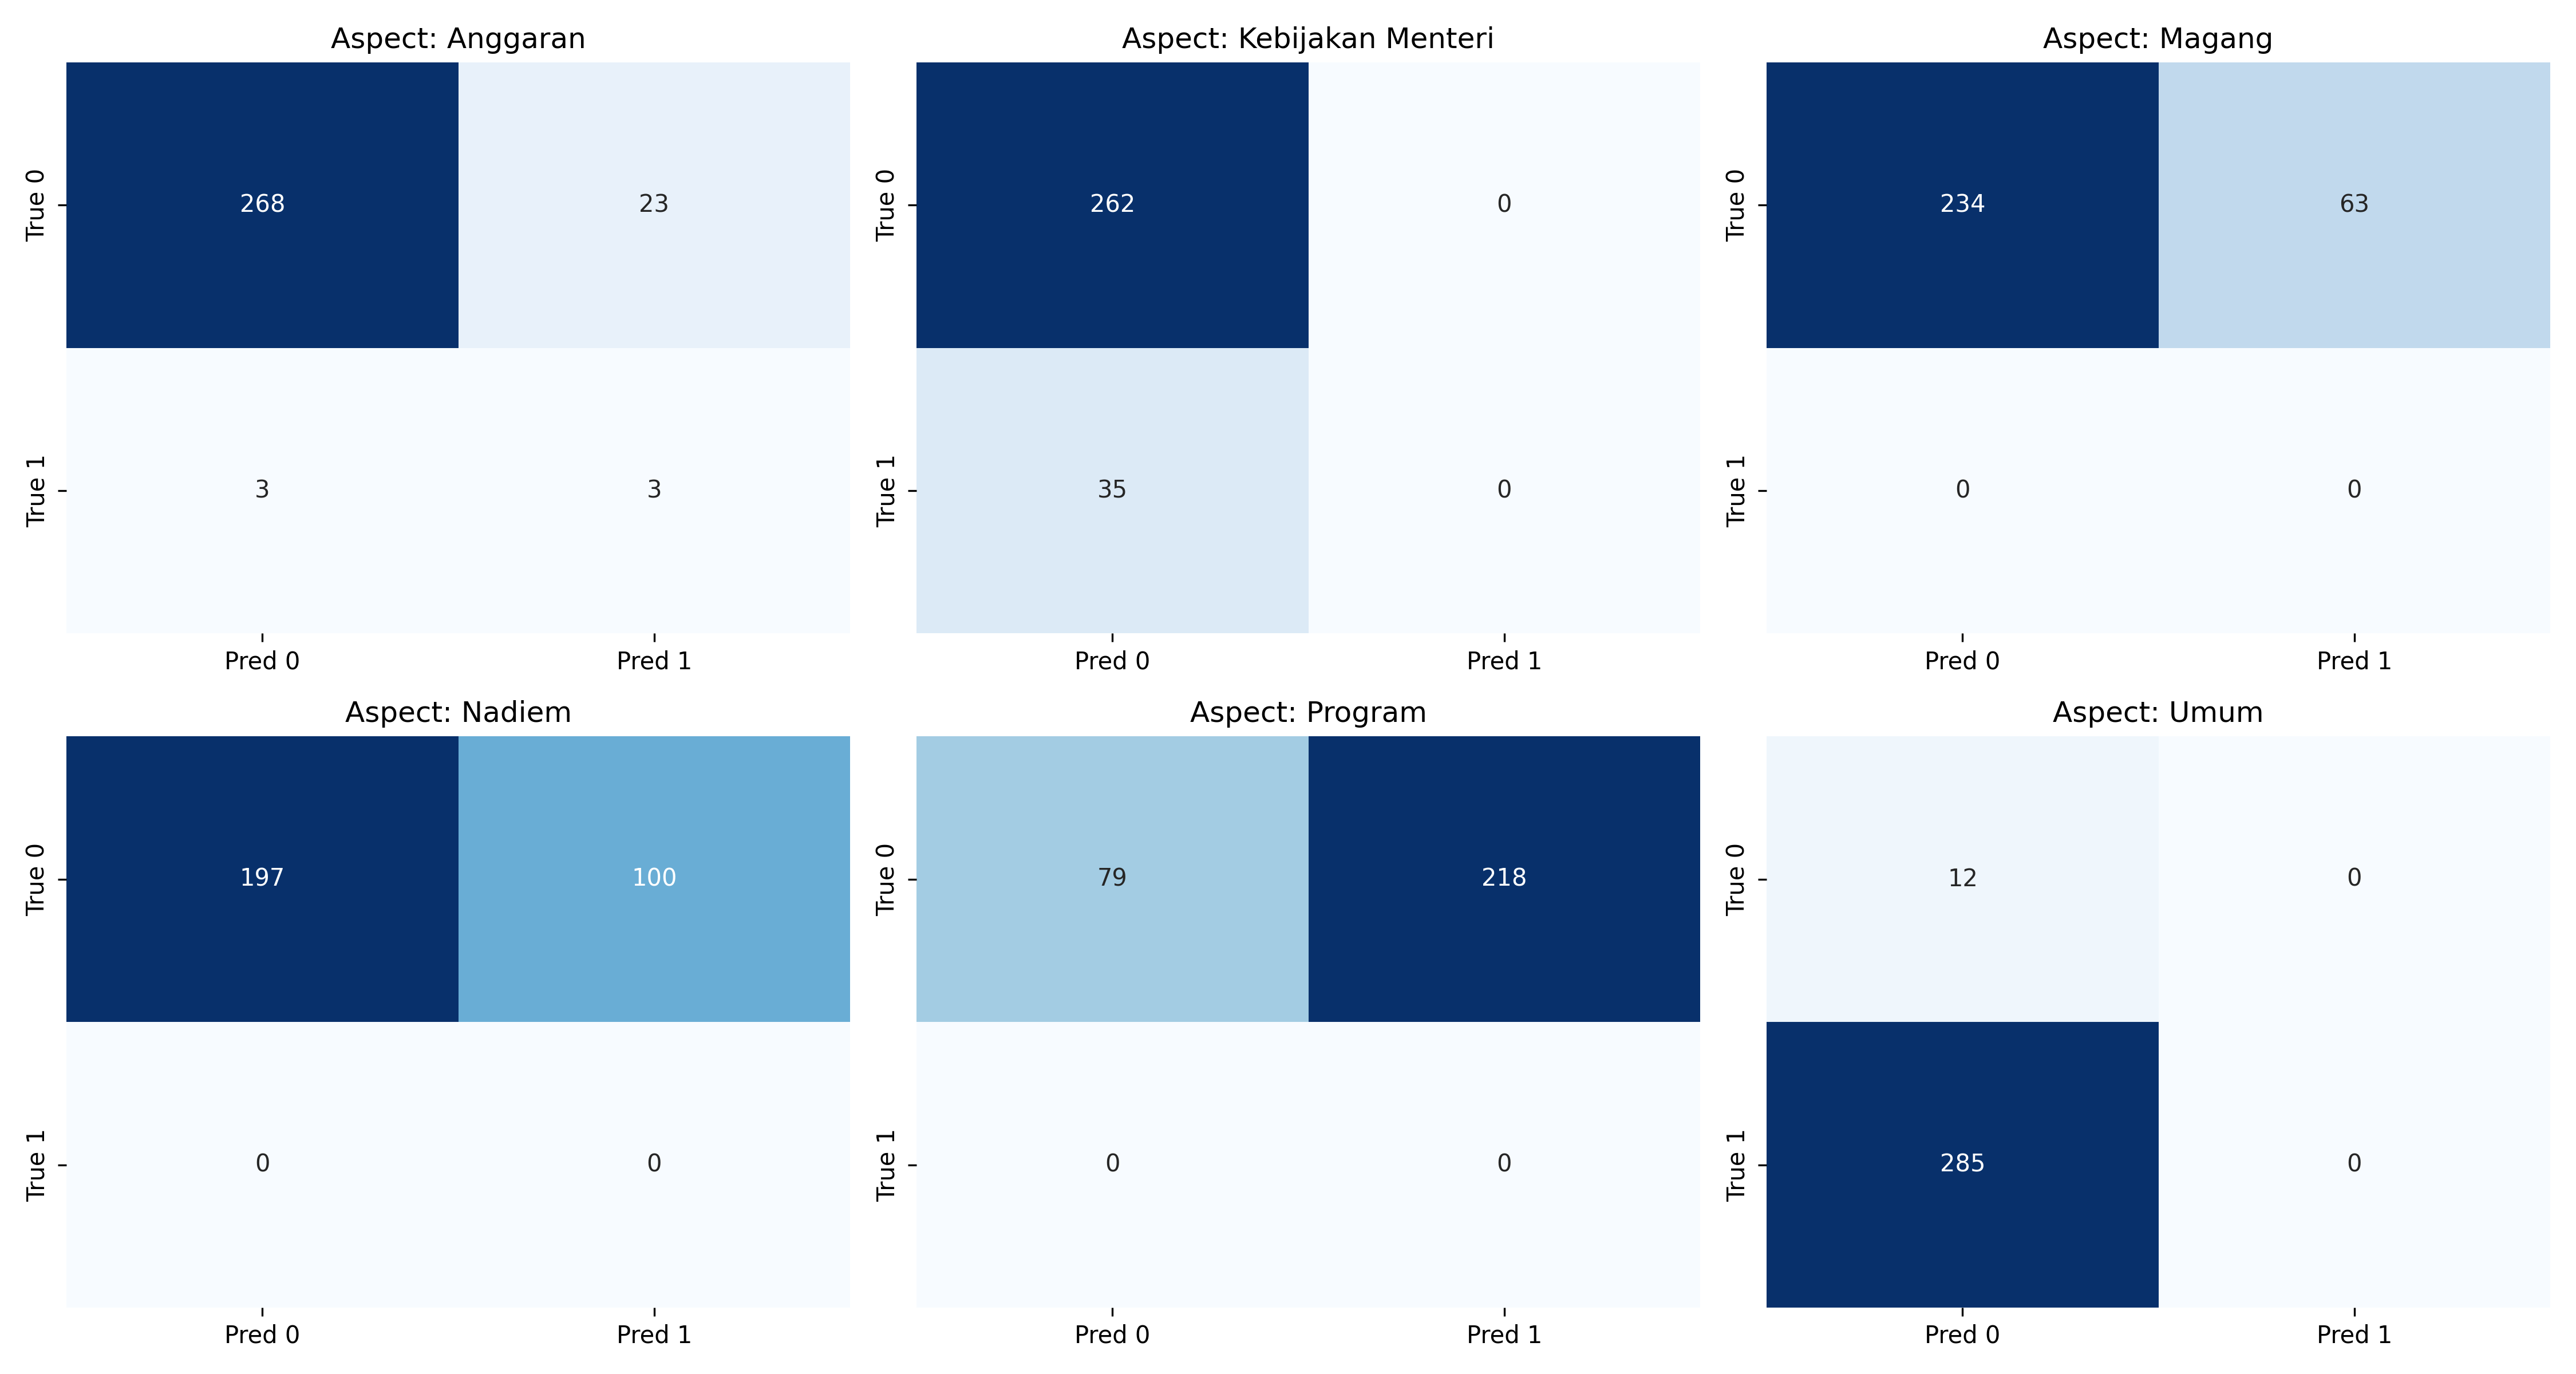 Aspect: Anggaran
True 0
268 23
True 1
3 3
Pred 0 Pred 1
Aspect: Kebijakan Menteri
True 0
262 0
True 1
35 0
Pred 0 Pred 1
Aspect: Magang
True 0
234 63
True 1
0 0
Pred 0 Pred 1
Aspect: Nadiem
True 0
197 100
True 1
0 0
Pred 0 Pred 1
Aspect: Program
True 0
79 218
True 1
0 0
Pred 0 Pred 1
Aspect: Umum
True 0
12 0
True 1
285 0
Pred 0 Pred 1